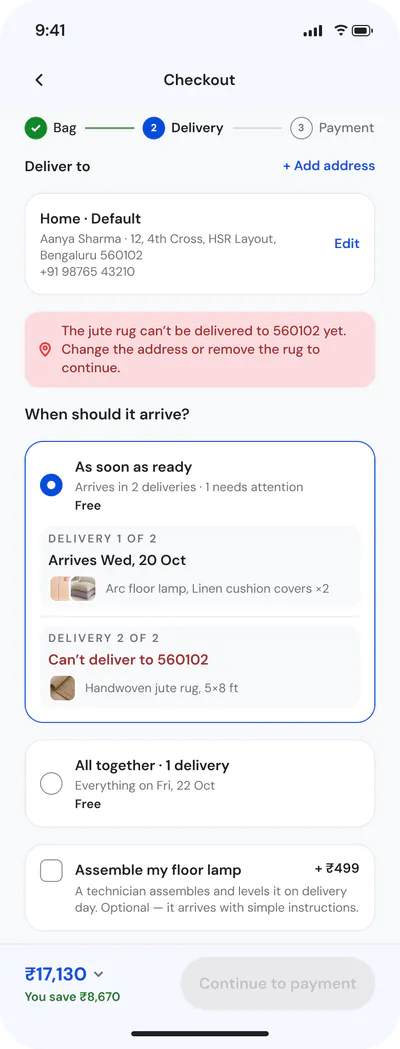 9:41
Checkout
Bag
2 Delivery
3 Payment
Deliver to
+ Add address
Home · Default
Aanya Sharma · 12, 4th Cross, HSR Layout,
Bengaluru 560102
+91 98765 43210
Edit
The jute rug can’t be delivered to 560102 yet.
Change the address or remove the rug to
continue.
When should it arrive?
As soon as ready
Arrives in 2 deliveries · 1 needs attention
Free
DELIVERY 1 OF 2
Arrives Wed, 20 Oct
Arc floor lamp, Linen cushion covers ×2
DELIVERY 2 OF 2
Can’t deliver to 560102
Handwoven jute rug, 5×8 ft
All together · 1 delivery
Everything on Fri, 22 Oct
Free
Assemble my floor lamp
+ ₹499
A technician assembles and levels it on delivery
day. Optional — it arrives with simple instructions.
₹17,130
You save ₹8,670
Continue to payment